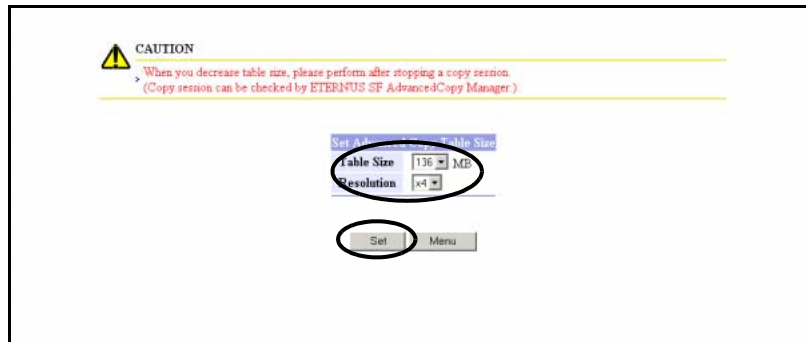 CAUTION
When you decrease table size, please perform after stopping a copy session.
(Copy session can be checked by ETERNUS SF AdvancedCopy Manager.)
Set Advanced Copy Table Size
Table Size 136 MB
Resolution x4
Set Menu